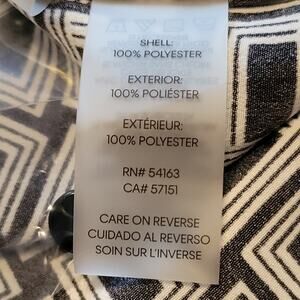 SHELL:
100% POLYESTER
EXTERIOR:
100% POLIÉSTER
EXTÉRIEUR:
100% POLYESTER
RN# 54163
CA# 57151
CARE ON REVERSE
CUIDADO AL REVERSO
SOIN SUR L'INVERSE